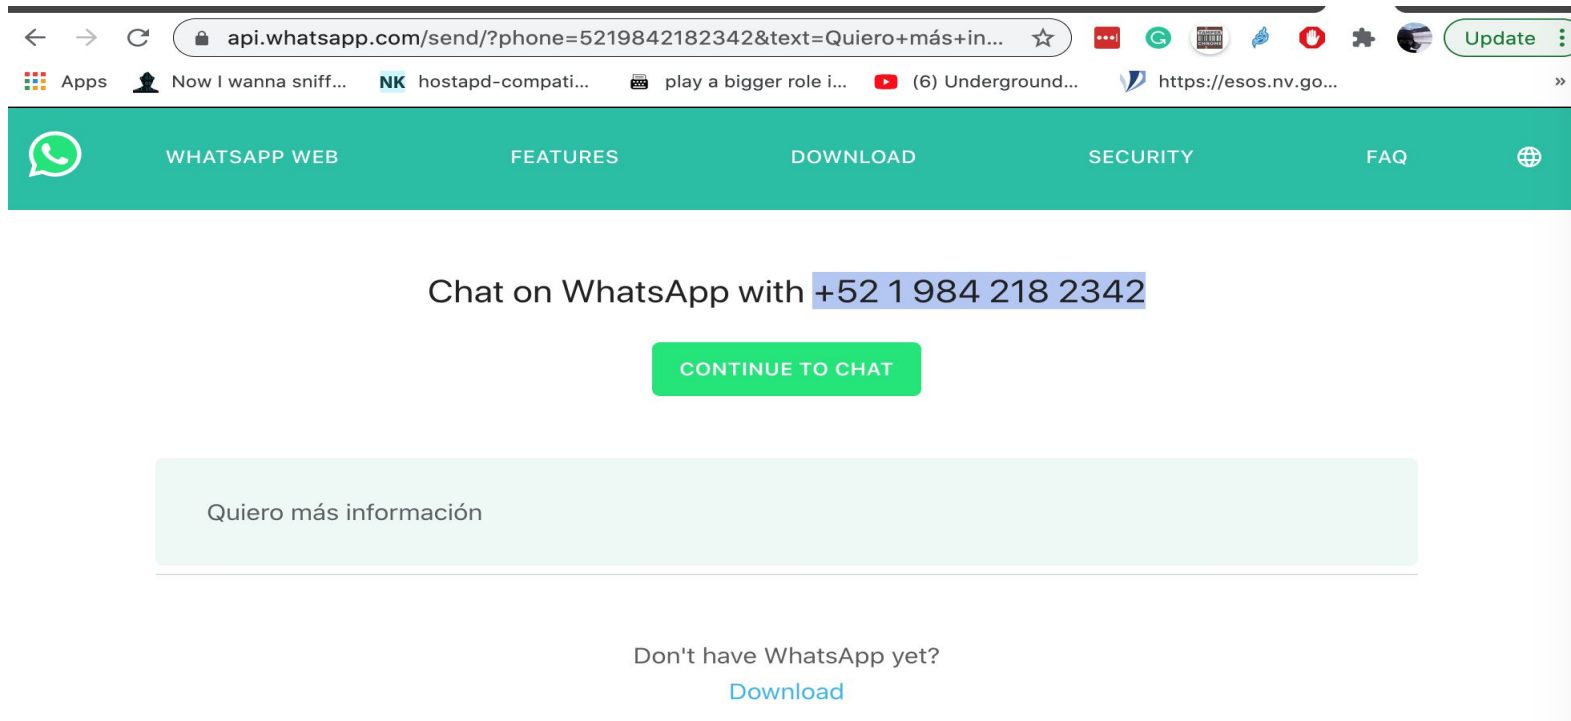 api.whatsapp.com/send/?phone=5219842182342&text=Quiero+más+in...
Update
Apps Now I wanna sniff... NK hostapd-compati... play a bigger role i... (6) Underground... https://esos.nv.go... »
WHATSAPP WEB FEATURES DOWNLOAD SECURITY FAQ
Chat on WhatsApp with +52 1 984 218 2342
CONTINUE TO CHAT
Quiero más información
Don't have WhatsApp yet?
Download